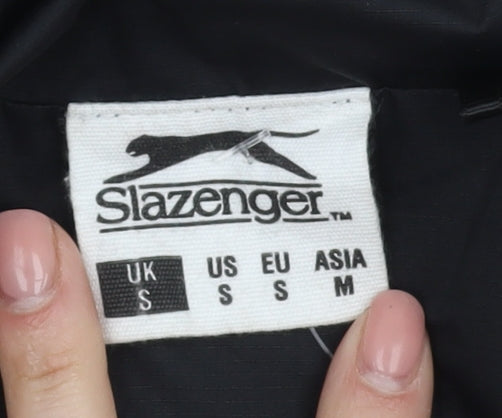 Slazenger™
UK US EU ASIA
S S S M